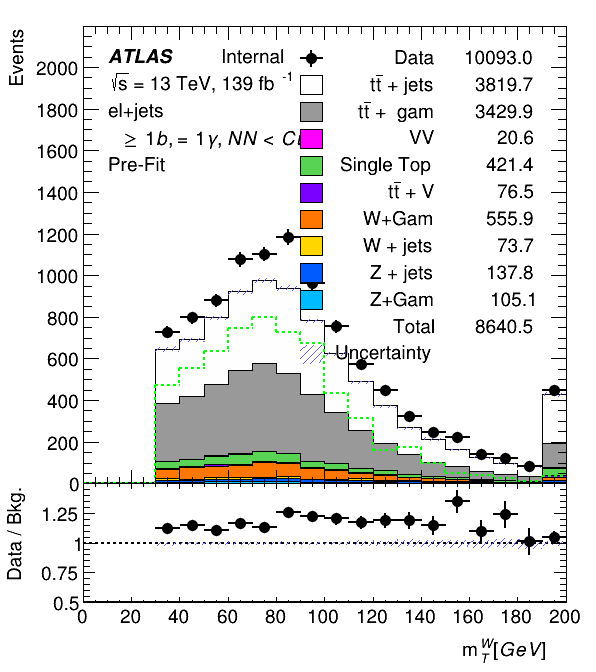 Events
ATLAS Internal
√s = 13 TeV, 139 fb⁻¹
el+jets
≥ 1b, = 1γ, NN <
Pre-Fit
Data 10093.0
tt̄ + jets 3819.7
tt̄ + gam 3429.9
VV 20.6
Single Top 421.4
tt̄ + V 76.5
W+Gam 555.9
W + jets 73.7
Z + jets 137.8
Z+Gam 105.1
Total 8640.5
Uncertainty
2000
1800
1600
1400
1200
1000
800
600
400
200
0
Data / Bkg.
1.25
1
0.75
0.5
0 20 40 60 80 100 120 140 160 180 200
m_T^W[GeV]